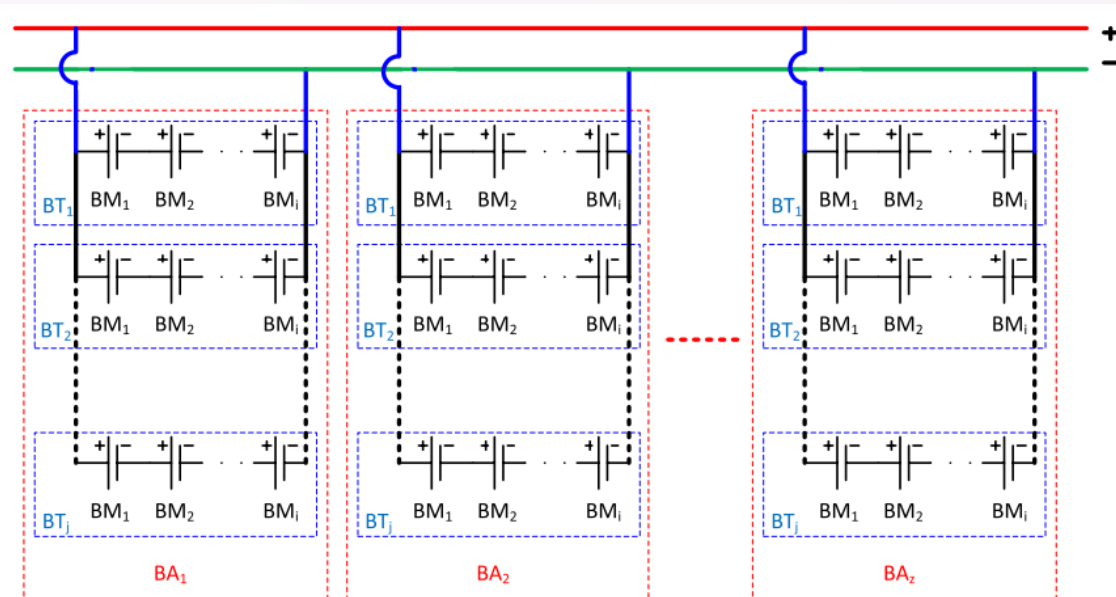 +
−
+ − + − + − + − + − + − + − + − + −
BT₁ BM₁ BM₂ · · BMᵢ BT₁ BM₁ BM₂ · · BMᵢ BT₁ BM₁ BM₂ · · BMᵢ
+ − + − + − + − + − + − + − + − + −
BT₂ BM₁ BM₂ · · BMᵢ BT₂ BM₁ BM₂ · · BMᵢ BT₂ BM₁ BM₂ · · BMᵢ
+ − + − + − + − + − + − + − + − + −
BTⱼ BM₁ BM₂ · · BMᵢ BTⱼ BM₁ BM₂ · · BMᵢ BTⱼ BM₁ BM₂ · · BMᵢ
BA₁ BA₂ BA_z